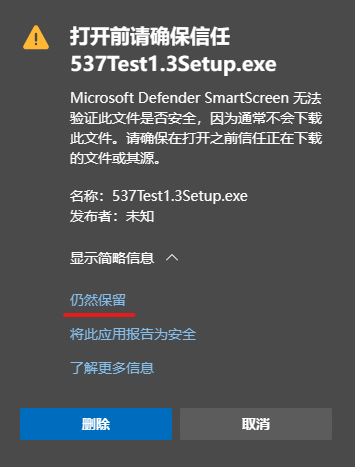 打开前请确保信任
537Test1.3Setup.exe
Microsoft Defender SmartScreen 无法
验证此文件是否安全，因为通常不会下载
此文件。请确保在打开之前信任正在下载
的文件或其源。
名称：537Test1.3Setup.exe
发布者：未知
显示简略信息
仍然保留
将此应用报告为安全
了解更多信息
删除
取消